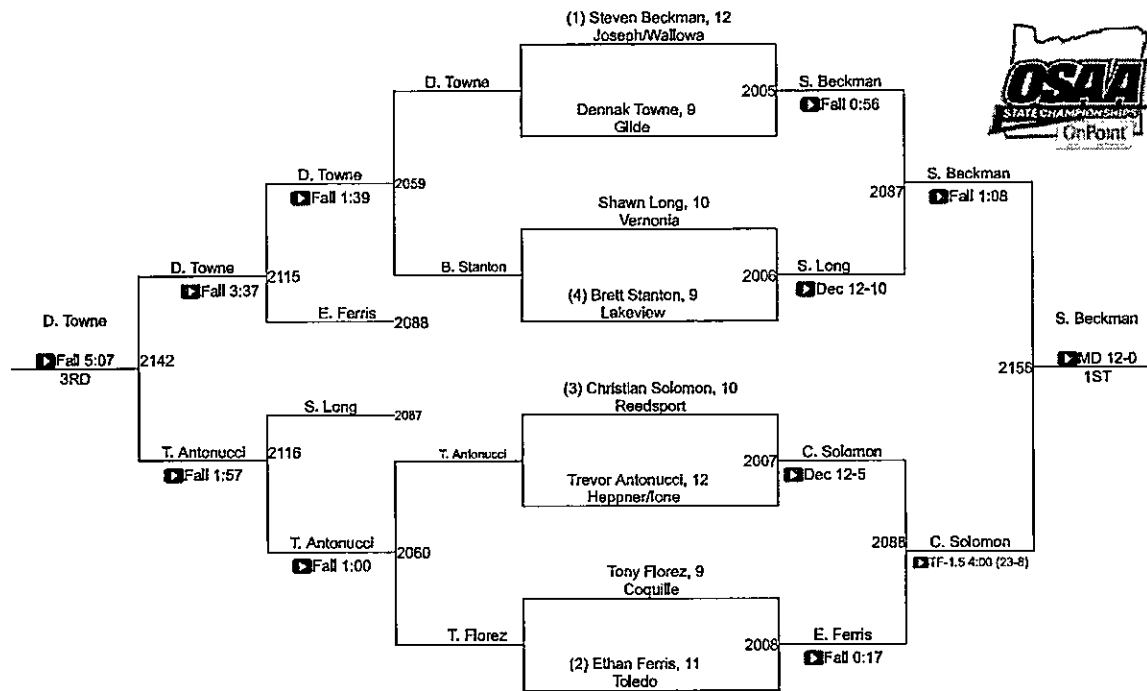 (1) Steven Beckman, 12
Joseph/Wallowa
OSAA
STATE CHAMPIONSHIPS
OnPoint
D. Towne
2005
S. Beckman
Fall 0:56
Dennak Towne, 9
Glide
D. Towne
2059
Fall 1:39
S. Beckman
2087
Fall 1:08
Shawn Long, 10
Vernonia
D. Towne
2115
Fall 3:37
B. Stanton
2006
S. Long
Dec 12-10
(4) Brett Stanton, 9
Lakeview
E. Ferris
2088
D. Towne
Fall 5:07
2142
3RD
S. Beckman
MD 12-0
1ST
(3) Christian Solomon, 10
Reedsport
S. Long
2087
T. Antonucci
2116
Fall 1:57
T. Antonucci
2007
C. Solomon
Dec 12-5
Trevor Antonucci, 12
Heppner/Ione
T. Antonucci
2060
Fall 1:00
2088
C. Solomon
TF-1.5 4:00 (23-8)
Tony Florez, 9
Coquille
T. Florez
2008
E. Ferris
Fall 0:17
(2) Ethan Ferris, 11
Toledo